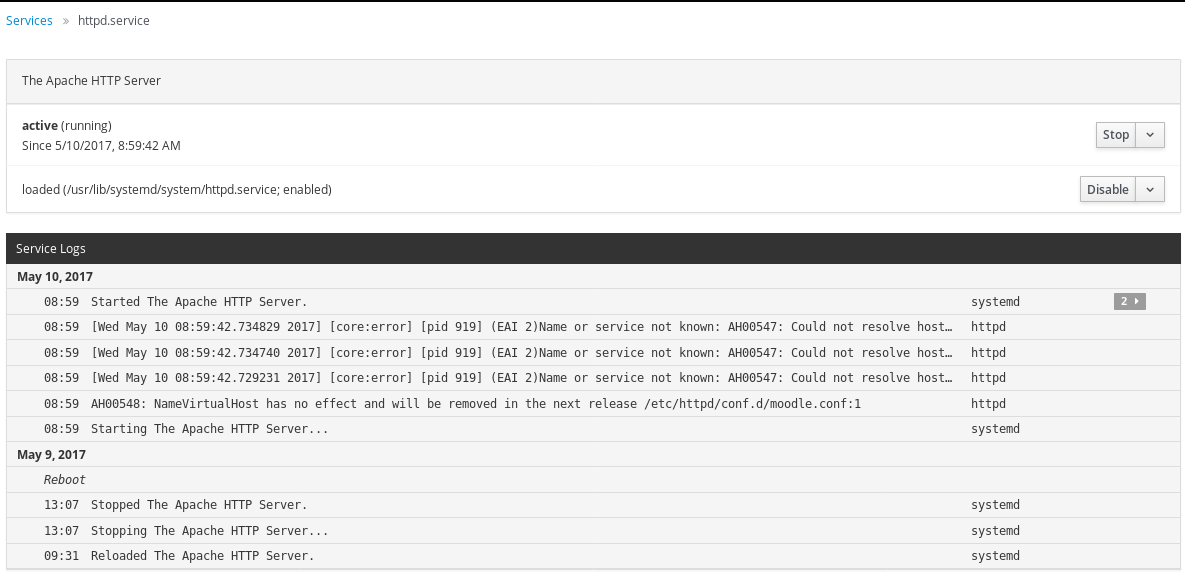 Services » httpd.service
The Apache HTTP Server
active (running)
Since 5/10/2017, 8:59:42 AM
Stop
loaded (/usr/lib/systemd/system/httpd.service; enabled)
Disable
Service Logs
May 10, 2017
08:59 Started The Apache HTTP Server. systemd 2
08:59 [Wed May 10 08:59:42.734829 2017] [core:error] [pid 919] (EAI 2)Name or service not known: AH00547: Could not resolve host… httpd
08:59 [Wed May 10 08:59:42.734740 2017] [core:error] [pid 919] (EAI 2)Name or service not known: AH00547: Could not resolve host… httpd
08:59 [Wed May 10 08:59:42.729231 2017] [core:error] [pid 919] (EAI 2)Name or service not known: AH00547: Could not resolve host… httpd
08:59 AH00548: NameVirtualHost has no effect and will be removed in the next release /etc/httpd/conf.d/moodle.conf:1 httpd
08:59 Starting The Apache HTTP Server... systemd
May 9, 2017
Reboot
13:07 Stopped The Apache HTTP Server. systemd
13:07 Stopping The Apache HTTP Server... systemd
09:31 Reloaded The Apache HTTP Server. systemd